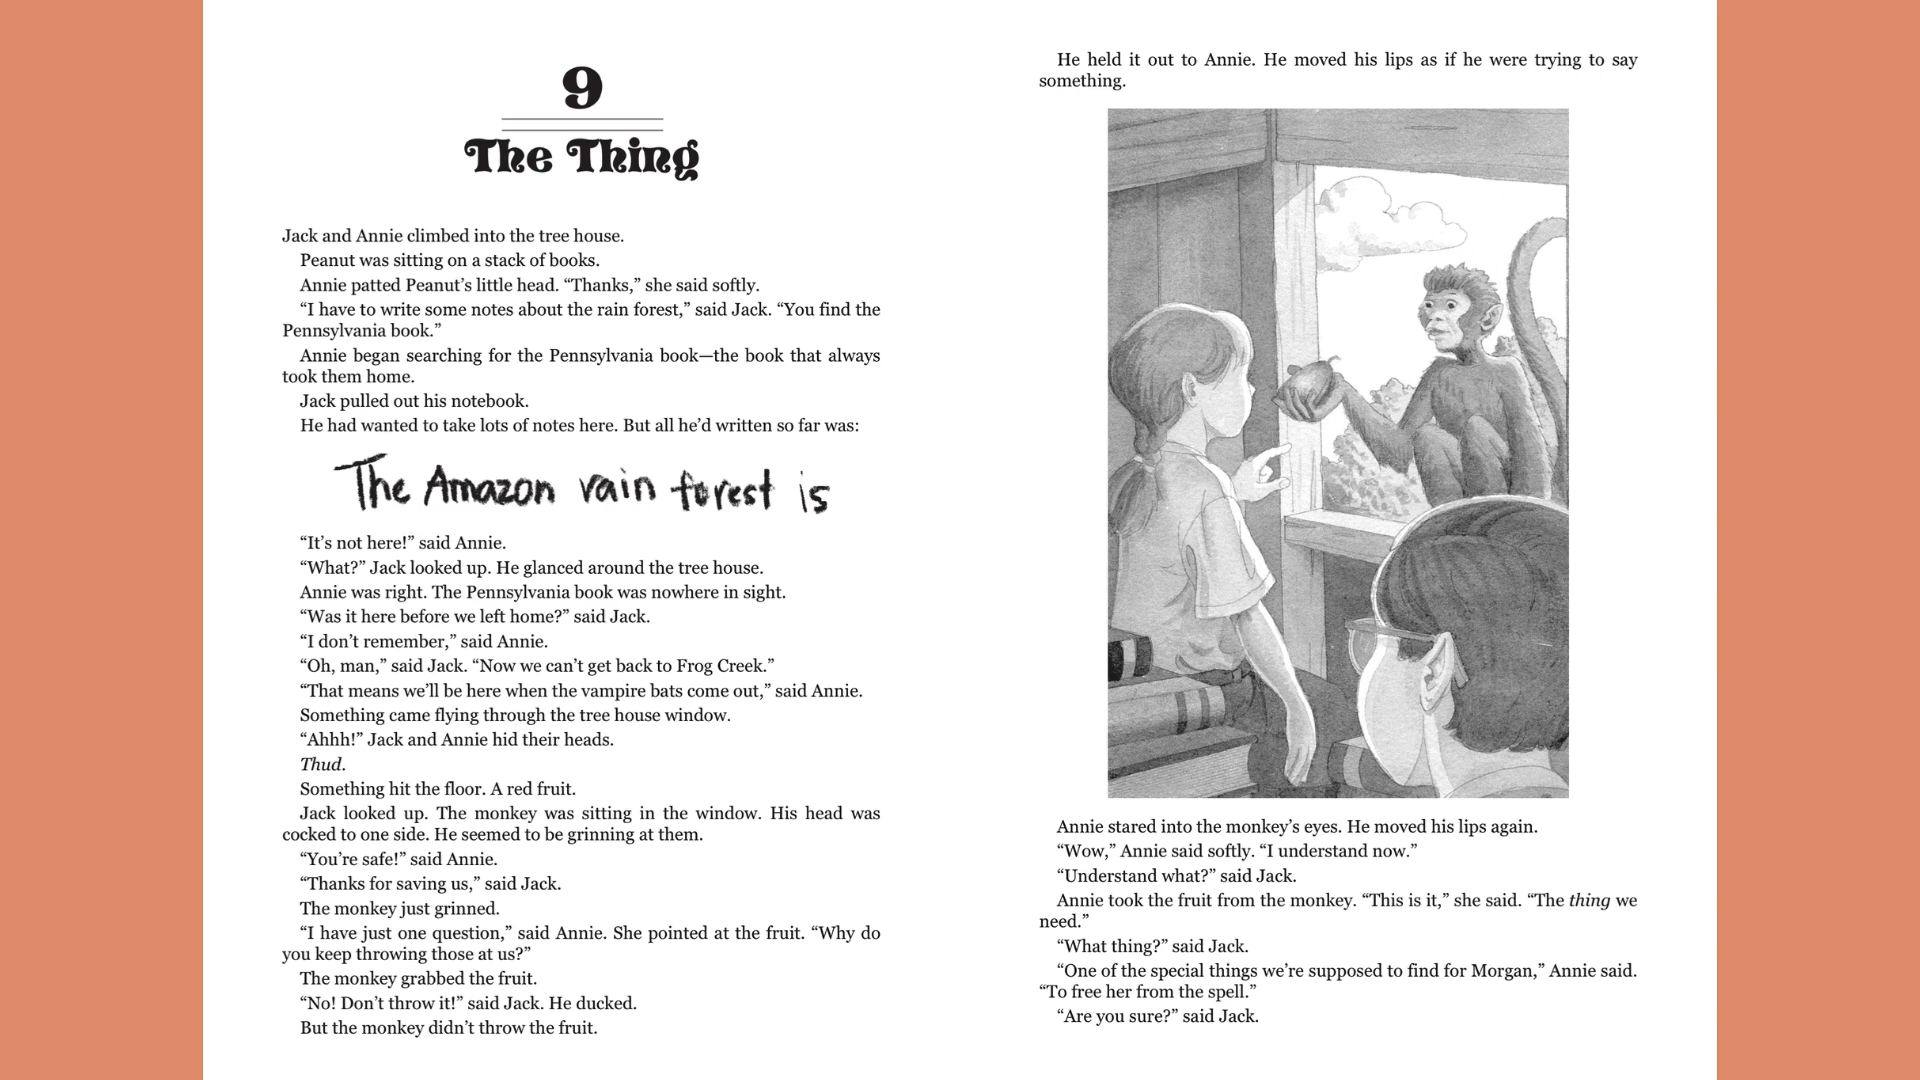 9
The Thing
Jack and Annie climbed into the tree house.
Peanut was sitting on a stack of books.
Annie patted Peanut’s little head. “Thanks,” she said softly.
“I have to write some notes about the rain forest,” said Jack. “You find the
Pennsylvania book.”
Annie began searching for the Pennsylvania book—the book that always
took them home.
Jack pulled out his notebook.
He had wanted to take lots of notes here. But all he’d written so far was:
The Amazon rain forest is
“It’s not here!” said Annie.
“What?” Jack looked up. He glanced around the tree house.
Annie was right. The Pennsylvania book was nowhere in sight.
“Was it here before we left home?” said Jack.
“I don’t remember,” said Annie.
“Oh, man,” said Jack. “Now we can’t get back to Frog Creek.”
“That means we’ll be here when the vampire bats come out,” said Annie.
Something came flying through the tree house window.
“Ahhh!” Jack and Annie hid their heads.
Thud.
Something hit the floor. A red fruit.
Jack looked up. The monkey was sitting in the window. His head was
cocked to one side. He seemed to be grinning at them.
“You’re safe!” said Annie.
“Thanks for saving us,” said Jack.
The monkey just grinned.
“I have just one question,” said Annie. She pointed at the fruit. “Why do
you keep throwing those at us?”
The monkey grabbed the fruit.
“No! Don’t throw it!” said Jack. He ducked.
But the monkey didn’t throw the fruit.
He held it out to Annie. He moved his lips as if he were trying to say
something.
Annie stared into the monkey’s eyes. He moved his lips again.
“Wow,” Annie said softly. “I understand now.”
“Understand what?” said Jack.
Annie took the fruit from the monkey. “This is it,” she said. “The thing we
need.”
“What thing?” said Jack.
“One of the special things we’re supposed to find for Morgan,” Annie said.
“To free her from the spell.”
“Are you sure?” said Jack.